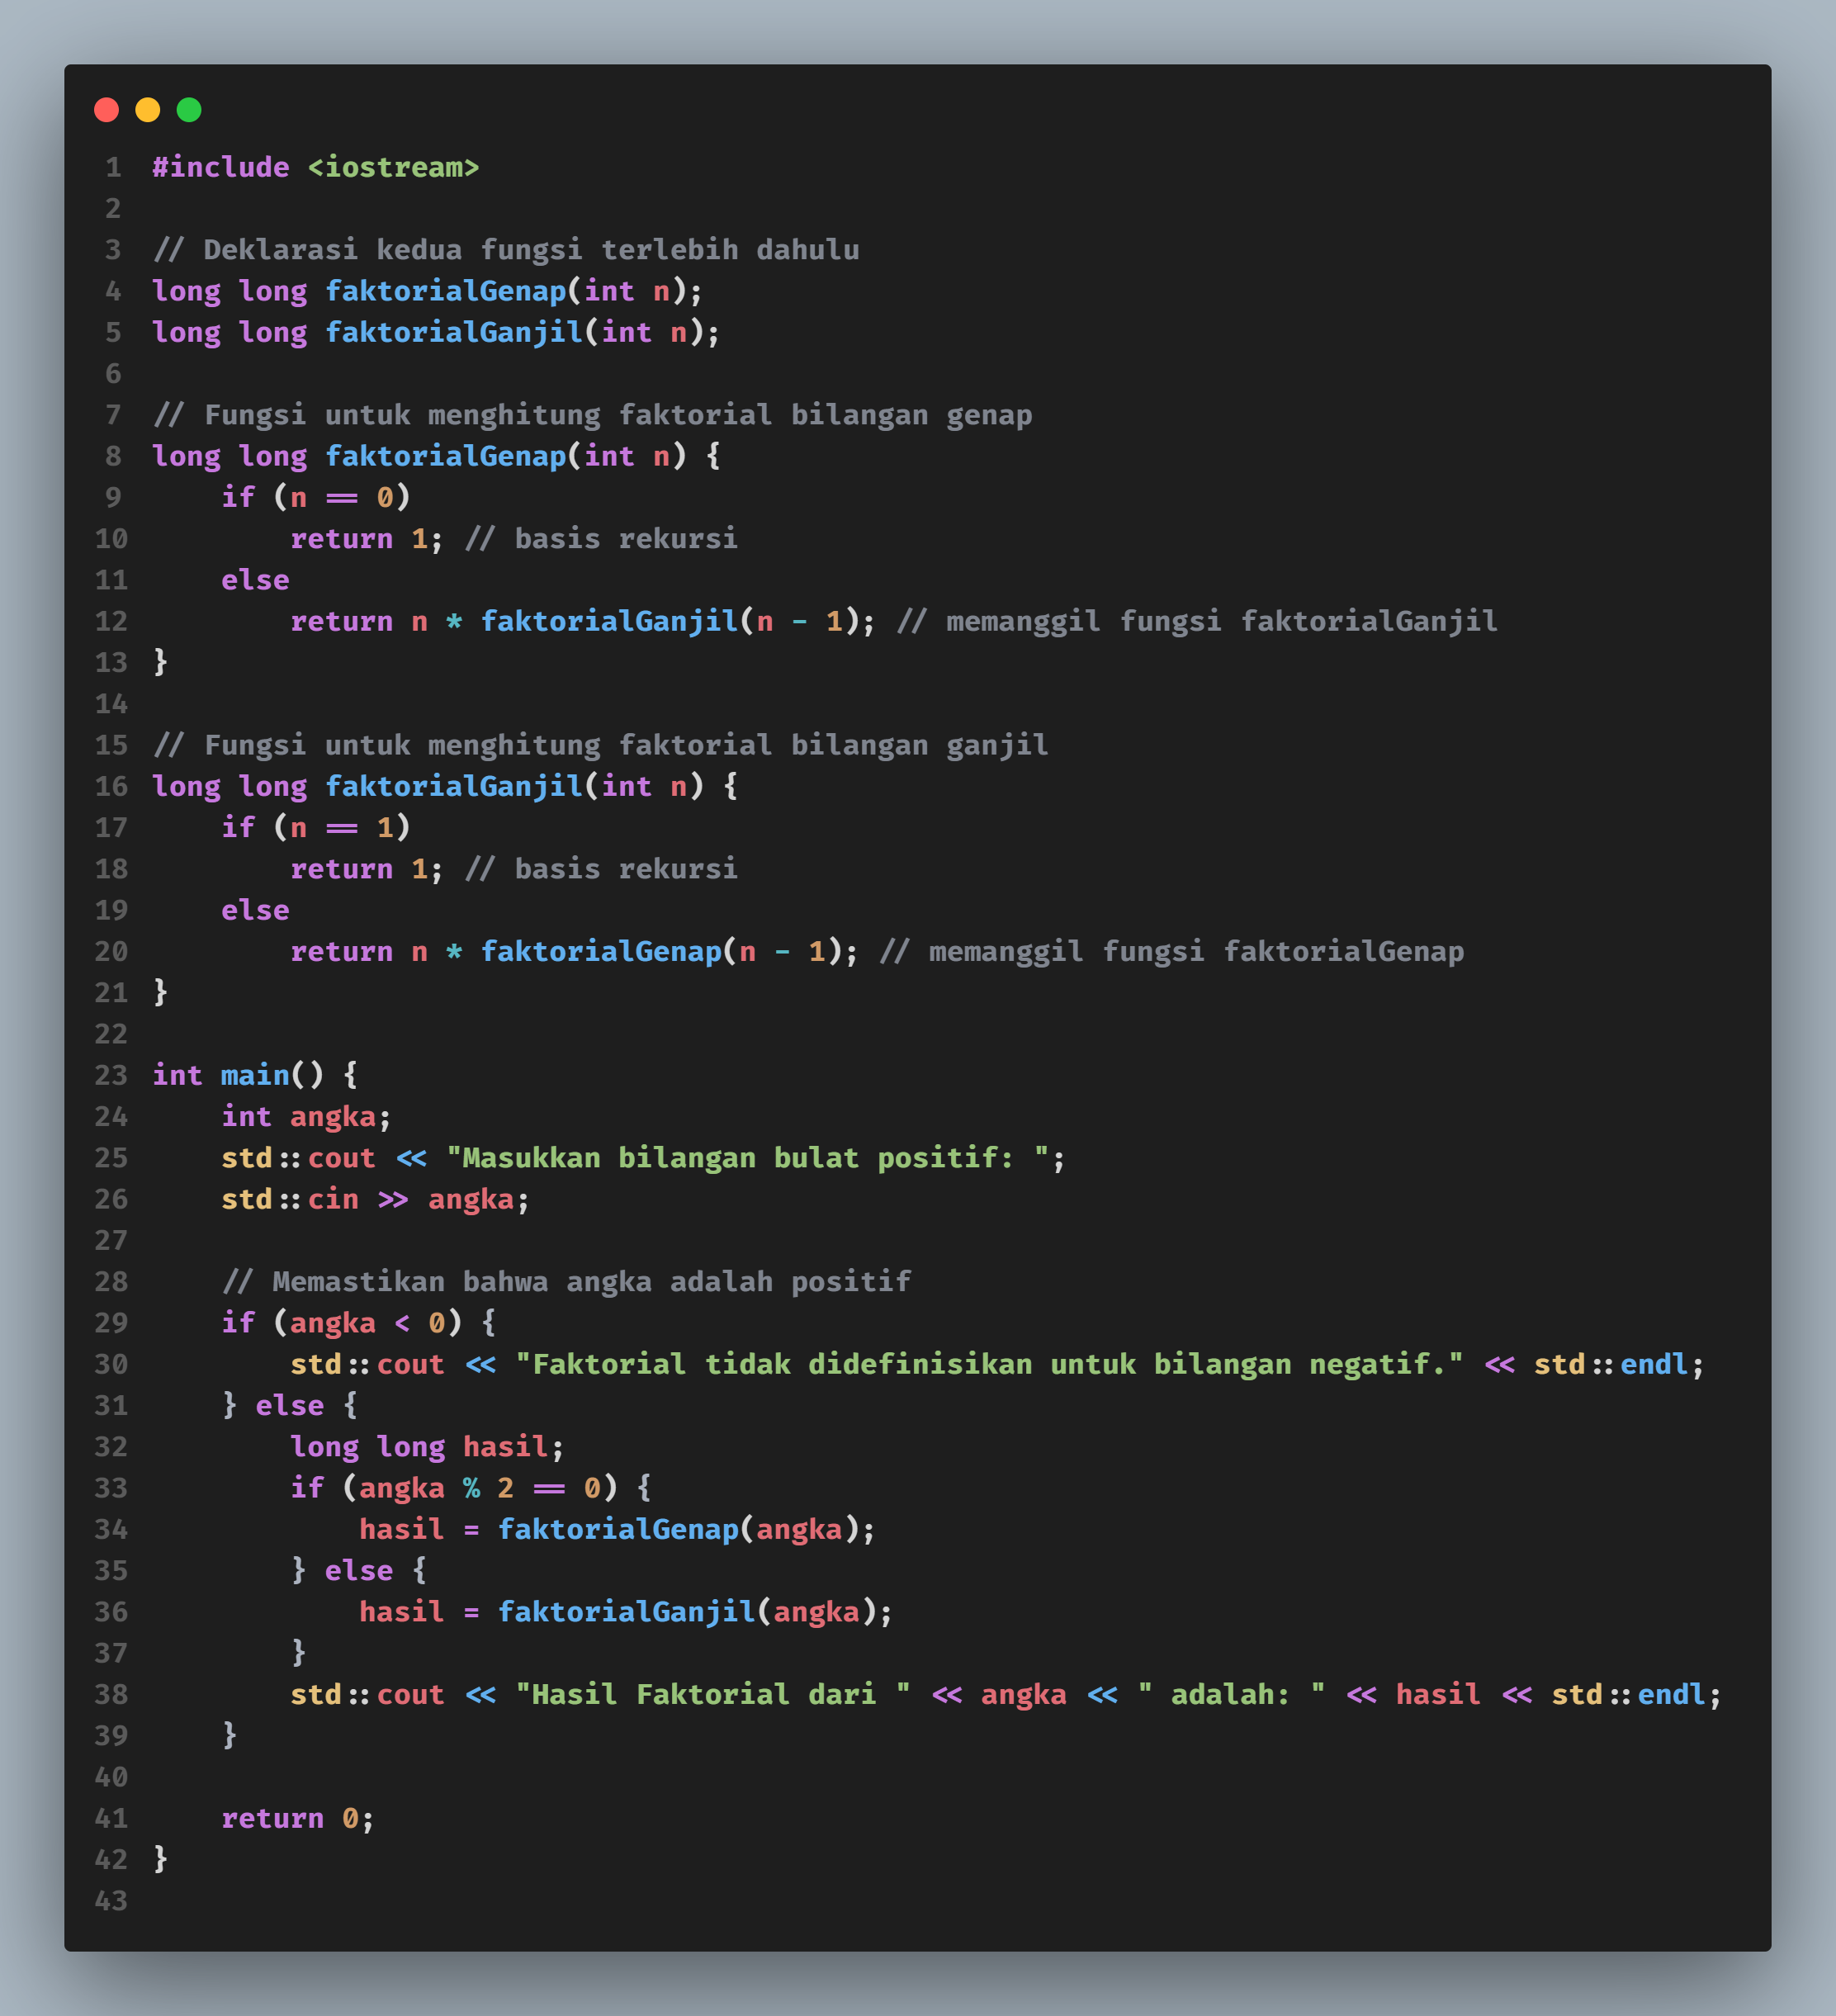 1 #include <iostream>
2
3 // Deklarasi kedua fungsi terlebih dahulu
4 long long faktorialGenap(int n);
5 long long faktorialGanjil(int n);
6
7 // Fungsi untuk menghitung faktorial bilangan genap
8 long long faktorialGenap(int n) {
9     if (n == 0)
10         return 1; // basis rekursi
11     else
12         return n * faktorialGanjil(n - 1); // memanggil fungsi faktorialGanjil
13 }
14
15 // Fungsi untuk menghitung faktorial bilangan ganjil
16 long long faktorialGanjil(int n) {
17     if (n == 1)
18         return 1; // basis rekursi
19     else
20         return n * faktorialGenap(n - 1); // memanggil fungsi faktorialGenap
21 }
22
23 int main() {
24     int angka;
25     std::cout << "Masukkan bilangan bulat positif: ";
26     std::cin >> angka;
27
28     // Memastikan bahwa angka adalah positif
29     if (angka < 0) {
30         std::cout << "Faktorial tidak didefinisikan untuk bilangan negatif." << std::endl;
31     } else {
32         long long hasil;
33         if (angka % 2 == 0) {
34             hasil = faktorialGenap(angka);
35         } else {
36             hasil = faktorialGanjil(angka);
37         }
38         std::cout << "Hasil Faktorial dari " << angka << " adalah: " << hasil << std::endl;
39     }
40
41     return 0;
42 }
43